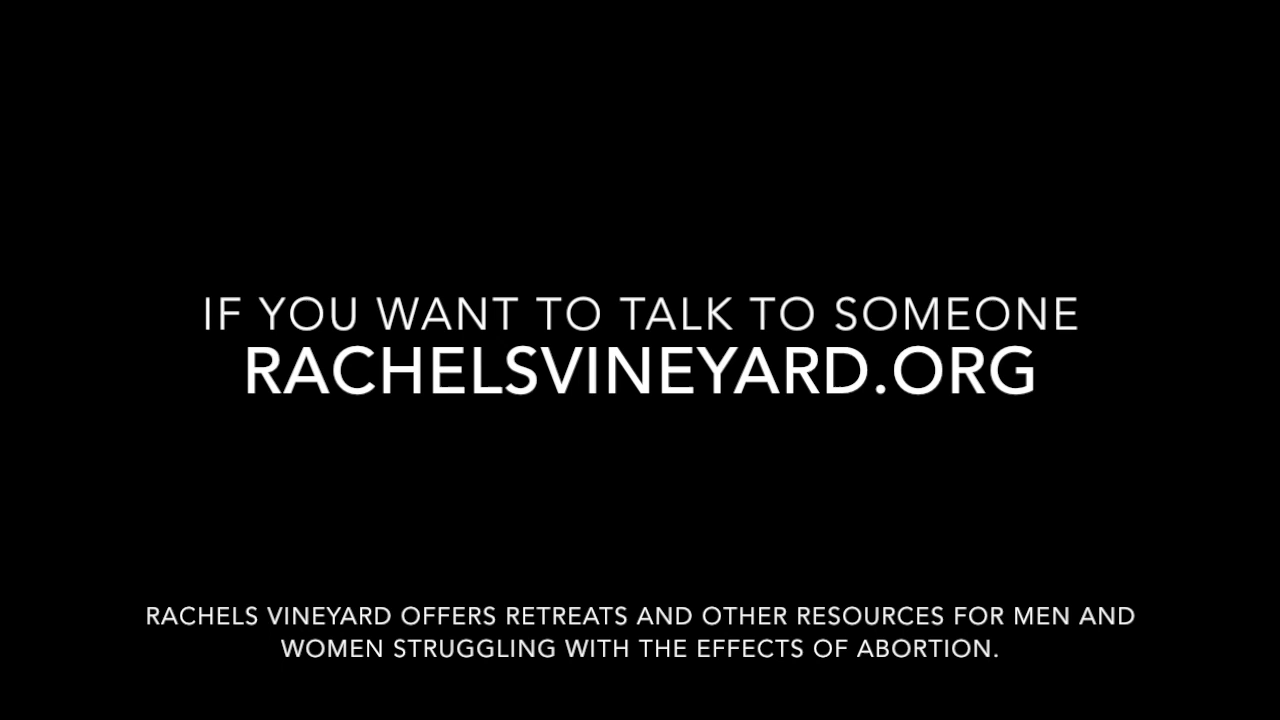 IF YOU WANT TO TALK TO SOMEONE
RACHELSVINEYARD.ORG
RACHELS VINEYARD OFFERS RETREATS AND OTHER RESOURCES FOR MEN AND
WOMEN STRUGGLING WITH THE EFFECTS OF ABORTION.